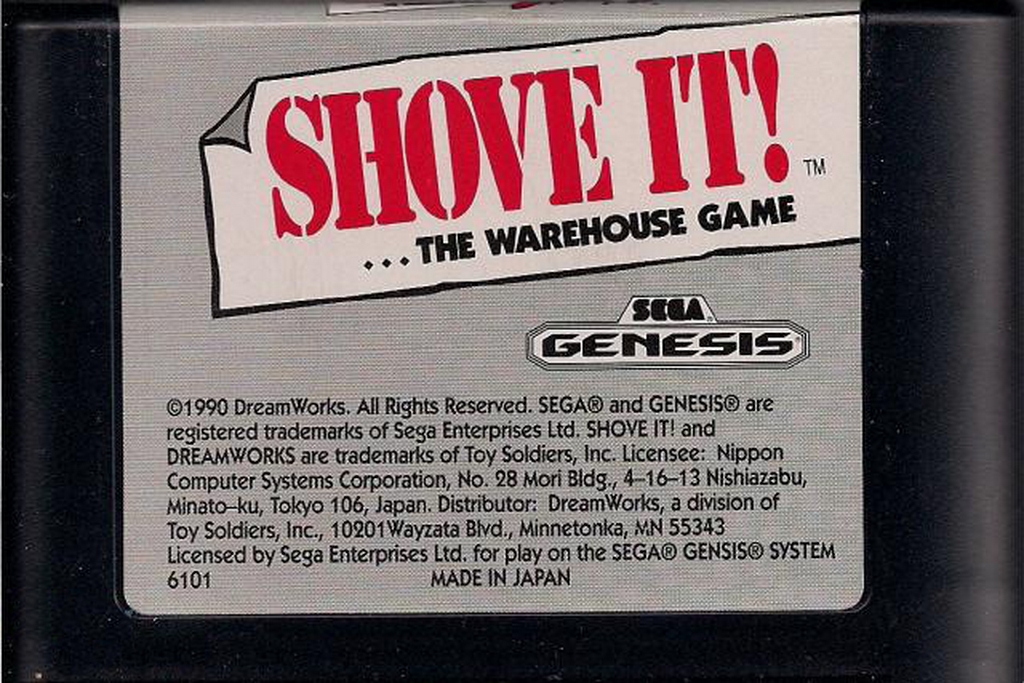 SHOVE IT! TM
...THE WAREHOUSE GAME
SEGA®
GENESIS®
©1990 DreamWorks. All Rights Reserved. SEGA® and GENESIS® are
registered trademarks of Sega Enterprises Ltd. SHOVE IT! and
DREAMWORKS are trademarks of Toy Soldiers, Inc. Licensee: Nippon
Computer Systems Corporation, No. 28 Mori Bldg., 4-16-13 Nishiazabu,
Minato-ku, Tokyo 106, Japan. Distributor: DreamWorks, a division of
Toy Soldiers, Inc., 10201 Wayzata Blvd., Minnetonka, MN 55343
Licensed by Sega Enterprises Ltd. for play on the SEGA® GENSIS® SYSTEM
6101 MADE IN JAPAN